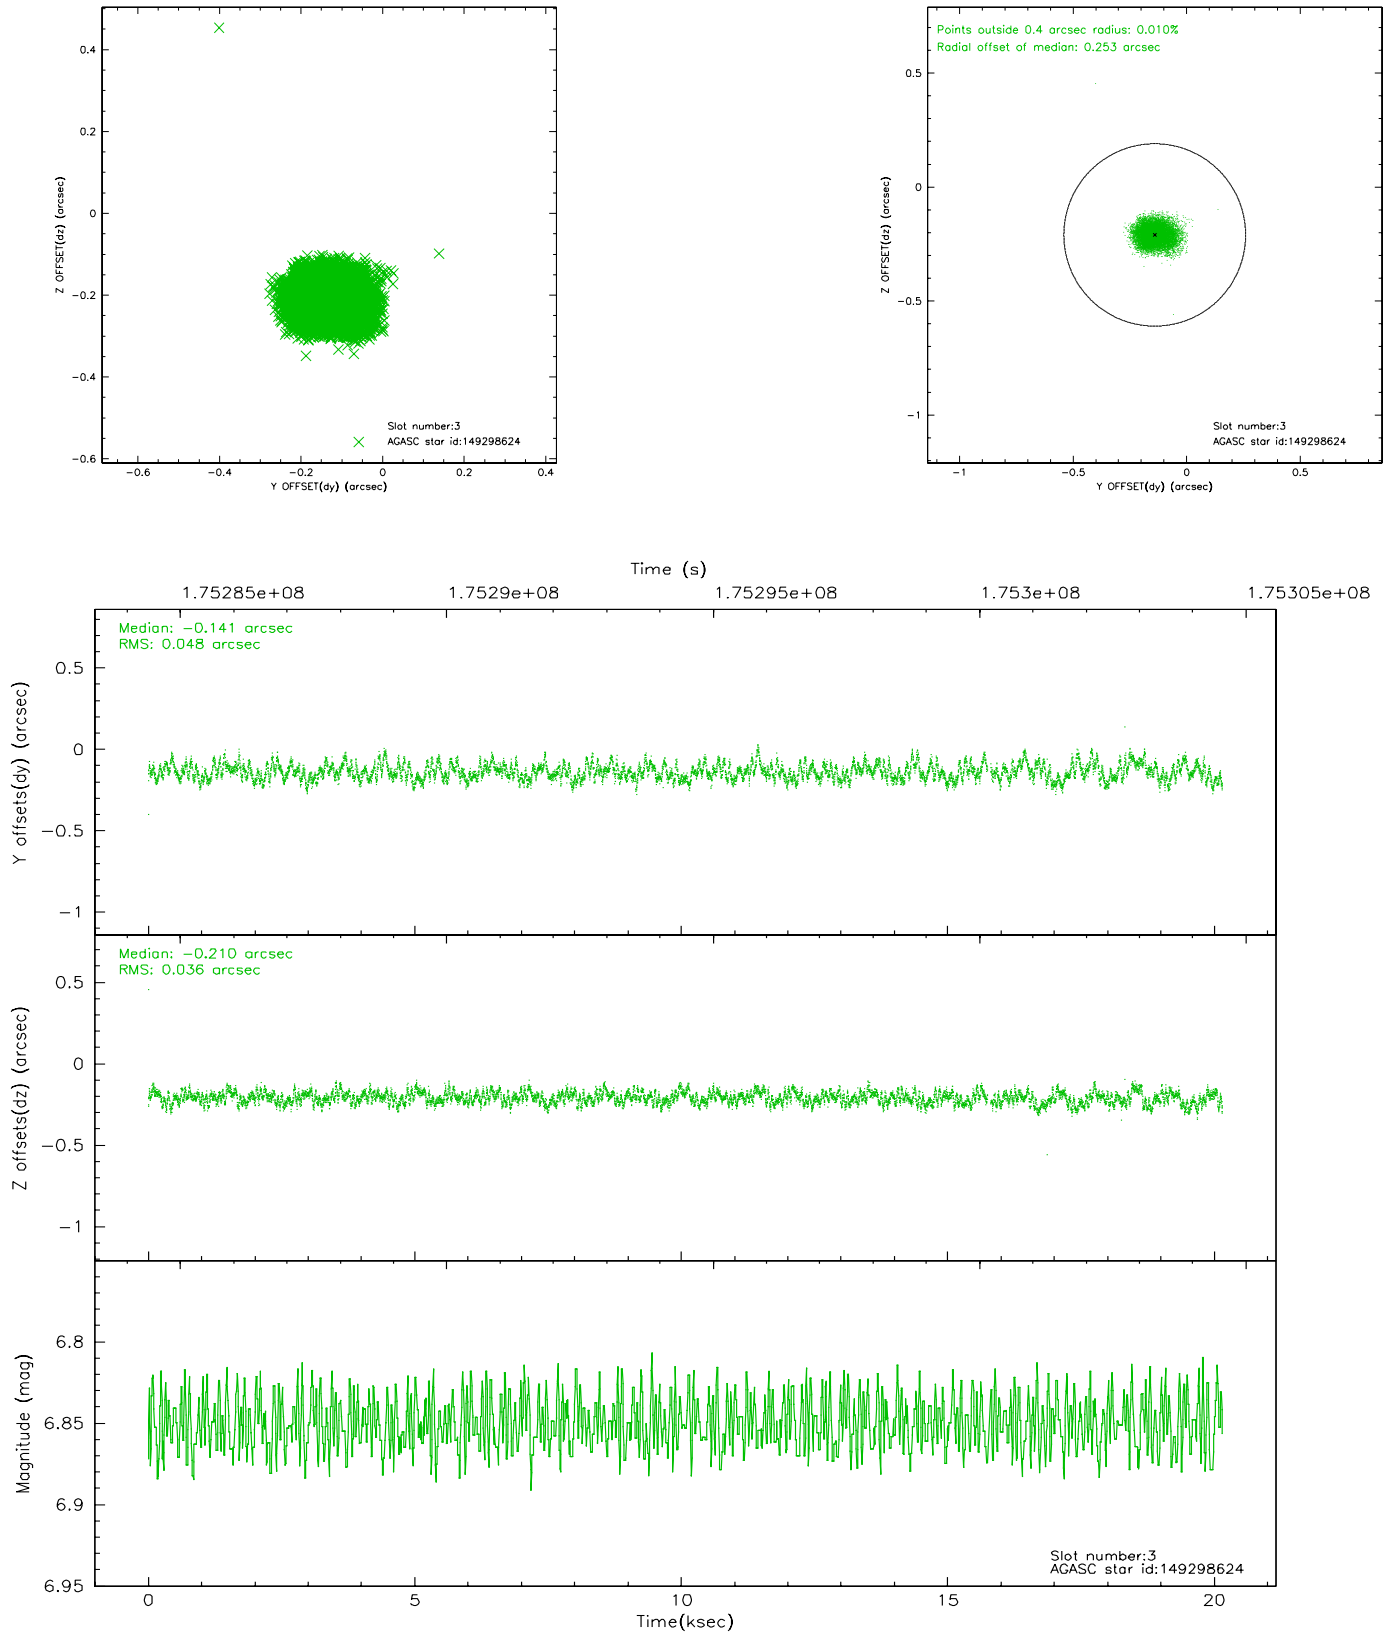 0.4
0.2
0
−0.2
−0.4
−0.6
Z OFFSET(dz) (arcsec)
−0.6
−0.4
−0.2
0
0.2
0.4
Y OFFSET(dy) (arcsec)
Slot number:3
AGASC star id:149298624
Points outside 0.4 arcsec radius: 0.010%
Radial offset of median: 0.253 arcsec
0.5
0
−0.5
−1
Z OFFSET(dz) (arcsec)
−1
−0.5
0
0.5
Y OFFSET(dy) (arcsec)
Slot number:3
AGASC star id:149298624
Time (s)
1.75285e+08
1.7529e+08
1.75295e+08
1.753e+08
1.75305e+08
Median: −0.141 arcsec
RMS: 0.048 arcsec
0.5
0
−0.5
−1
Y offsets(dy) (arcsec)
Median: −0.210 arcsec
RMS: 0.036 arcsec
0.5
0
−0.5
−1
Z offsets(dz) (arcsec)
6.8
6.85
6.9
6.95
Magnitude (mag)
Slot number:3
AGASC star id:149298624
0
5
10
15
20
Time(ksec)